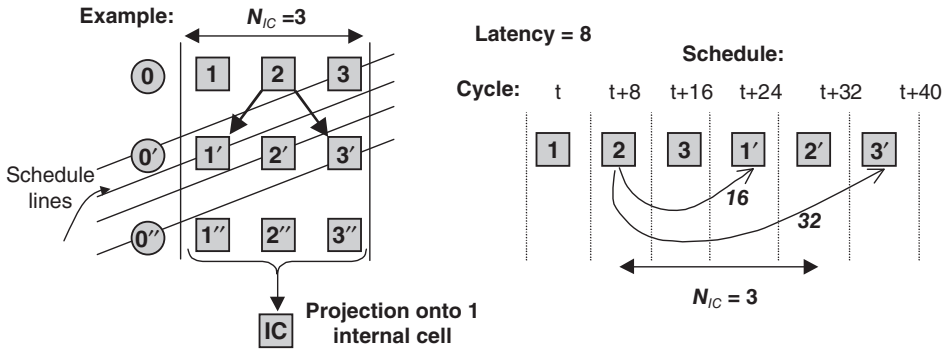 Example:
N_IC =3
0 1 2 3
0′ 1′ 2′ 3′
Schedule
lines
0′′ 1′′ 2′′ 3′′
IC
Projection onto 1
internal cell
Latency = 8
Schedule:
Cycle: t t+8 t+16 t+24 t+32 t+40
1 2 3 1′ 2′ 3′
16
32
N_IC = 3